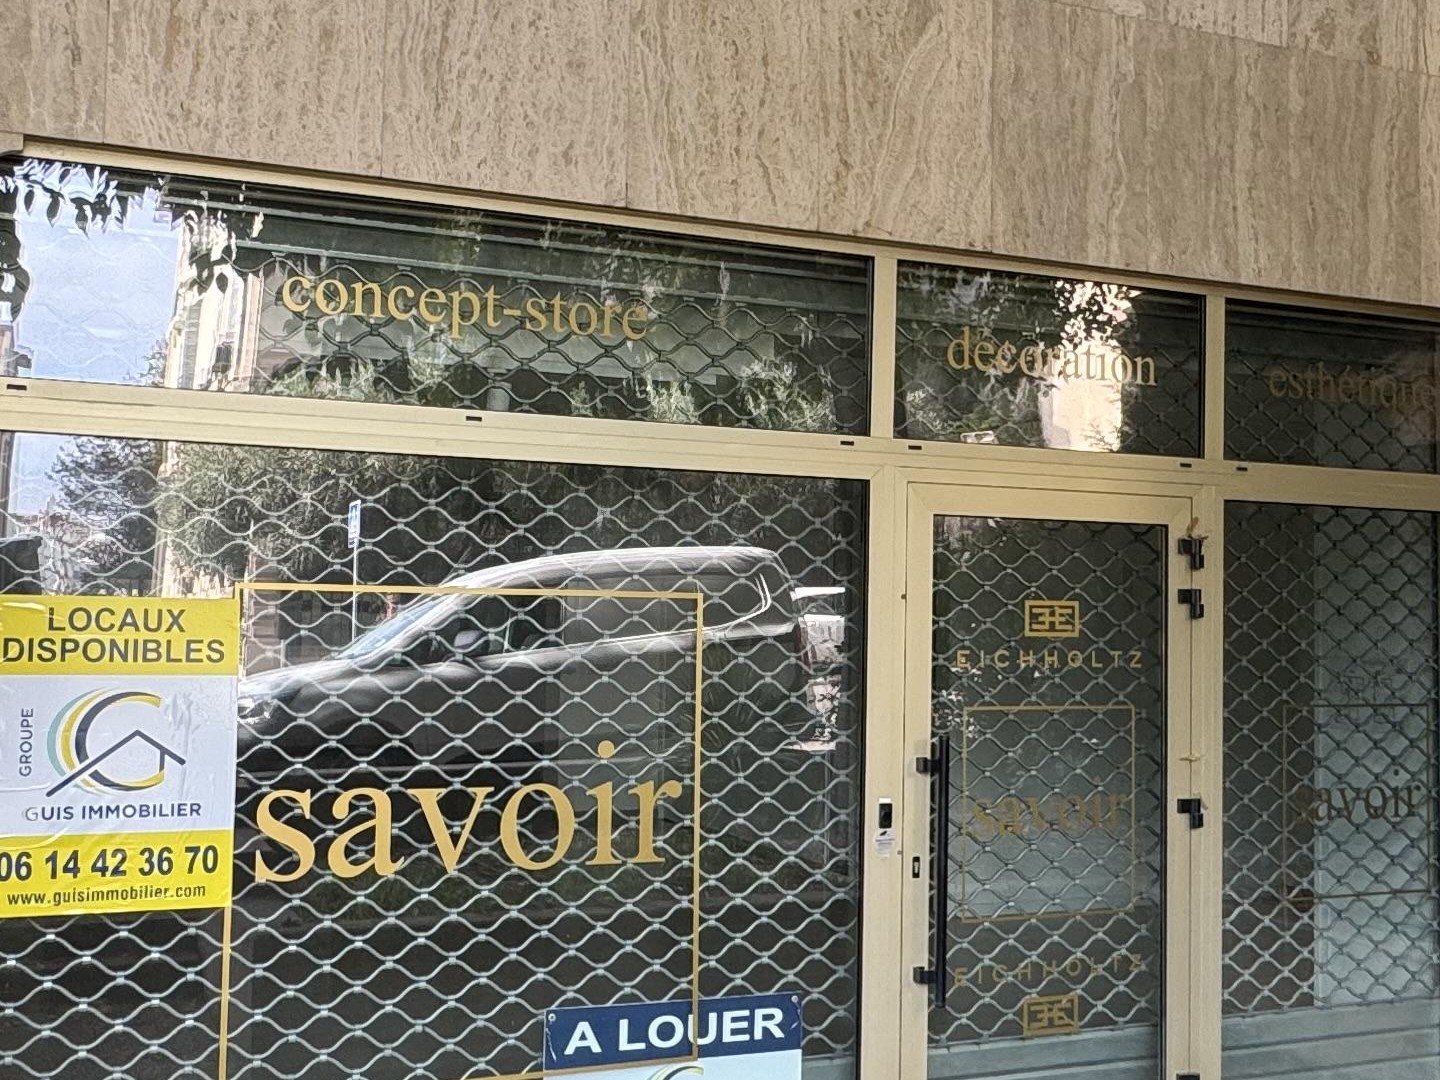 concept-store
décoration
esthétique
LOCAUX
DISPONIBLES
GROUPE
GUIS IMMOBILIER
06 14 42 36 70
www.guisimmobilier.com
savoir
A LOUER
EICHHOLTZ
savoir
EICHHOLTZ
savoir